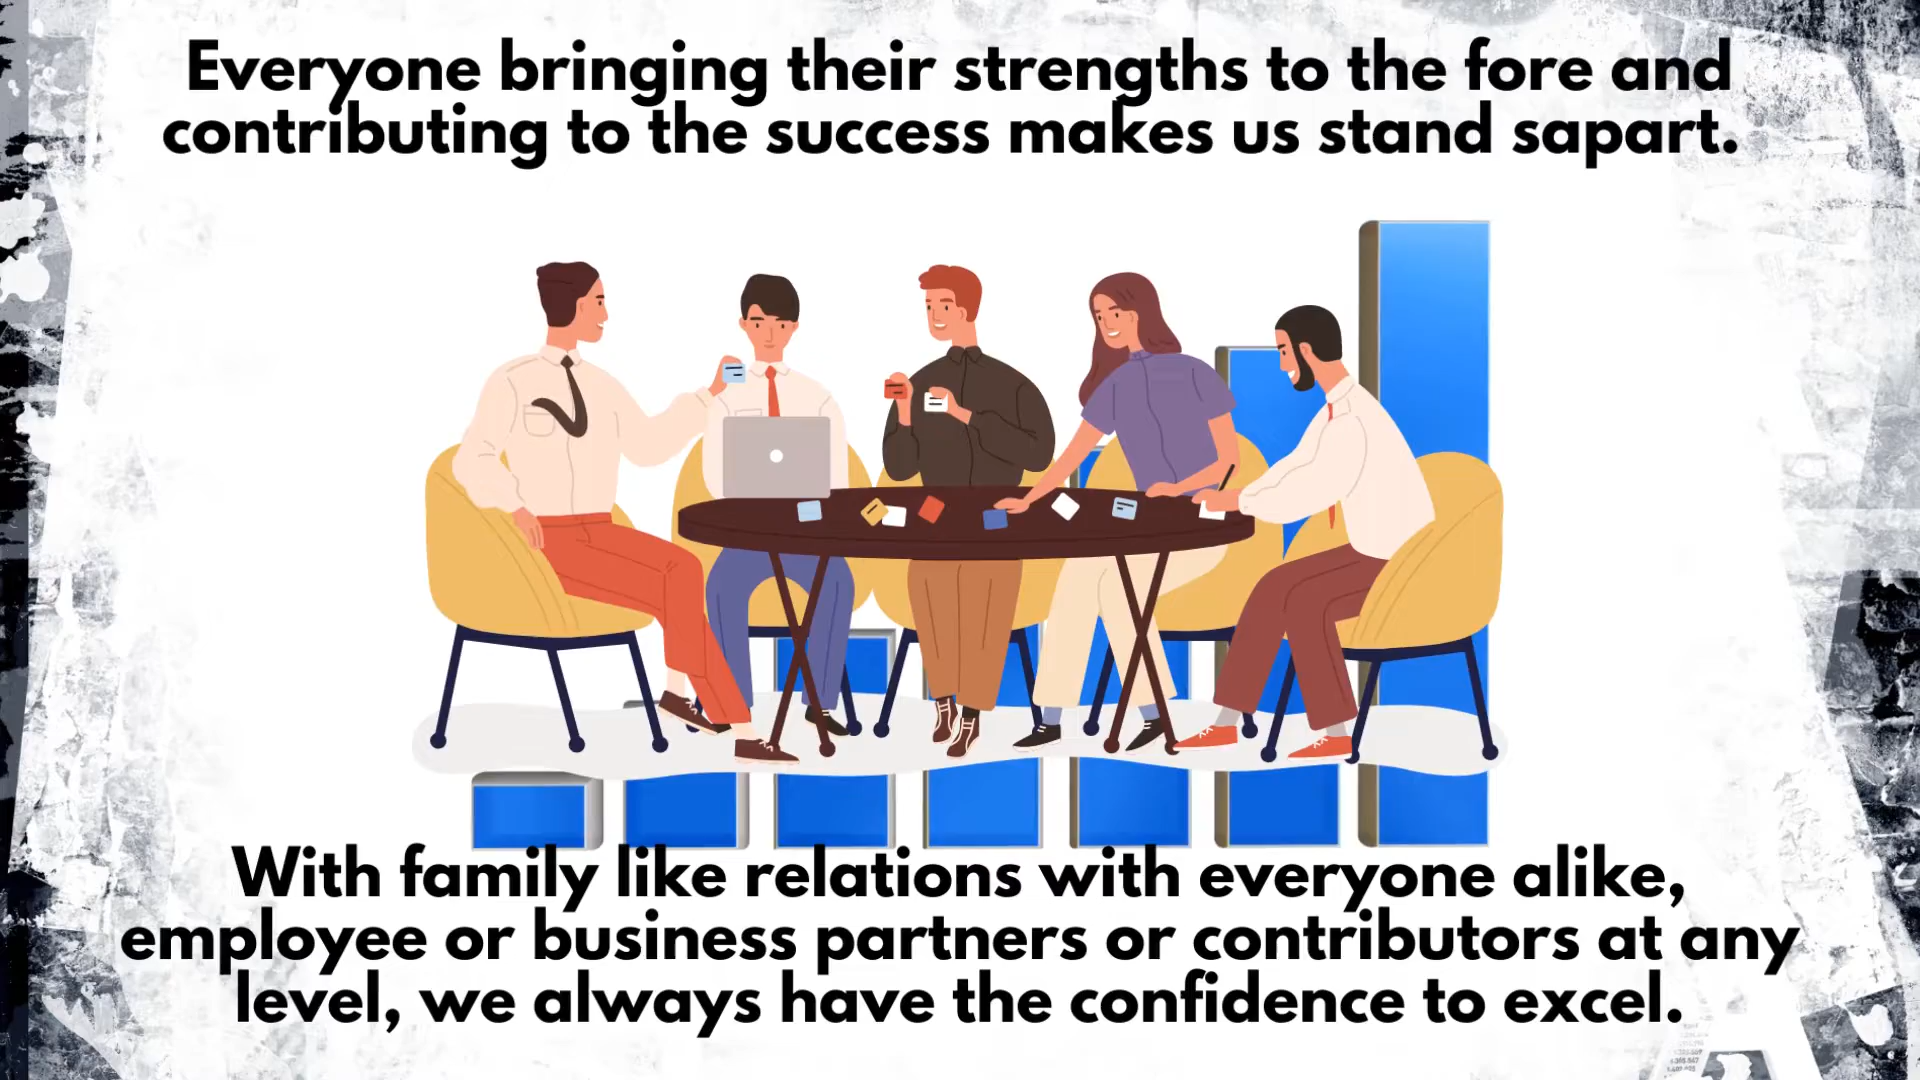 Everyone bringing their strengths to the fore and
contributing to the success makes us stand sapart.
With family like relations with everyone alike,
employee or business partners or contributors at any
level, we always have the confidence to excel.